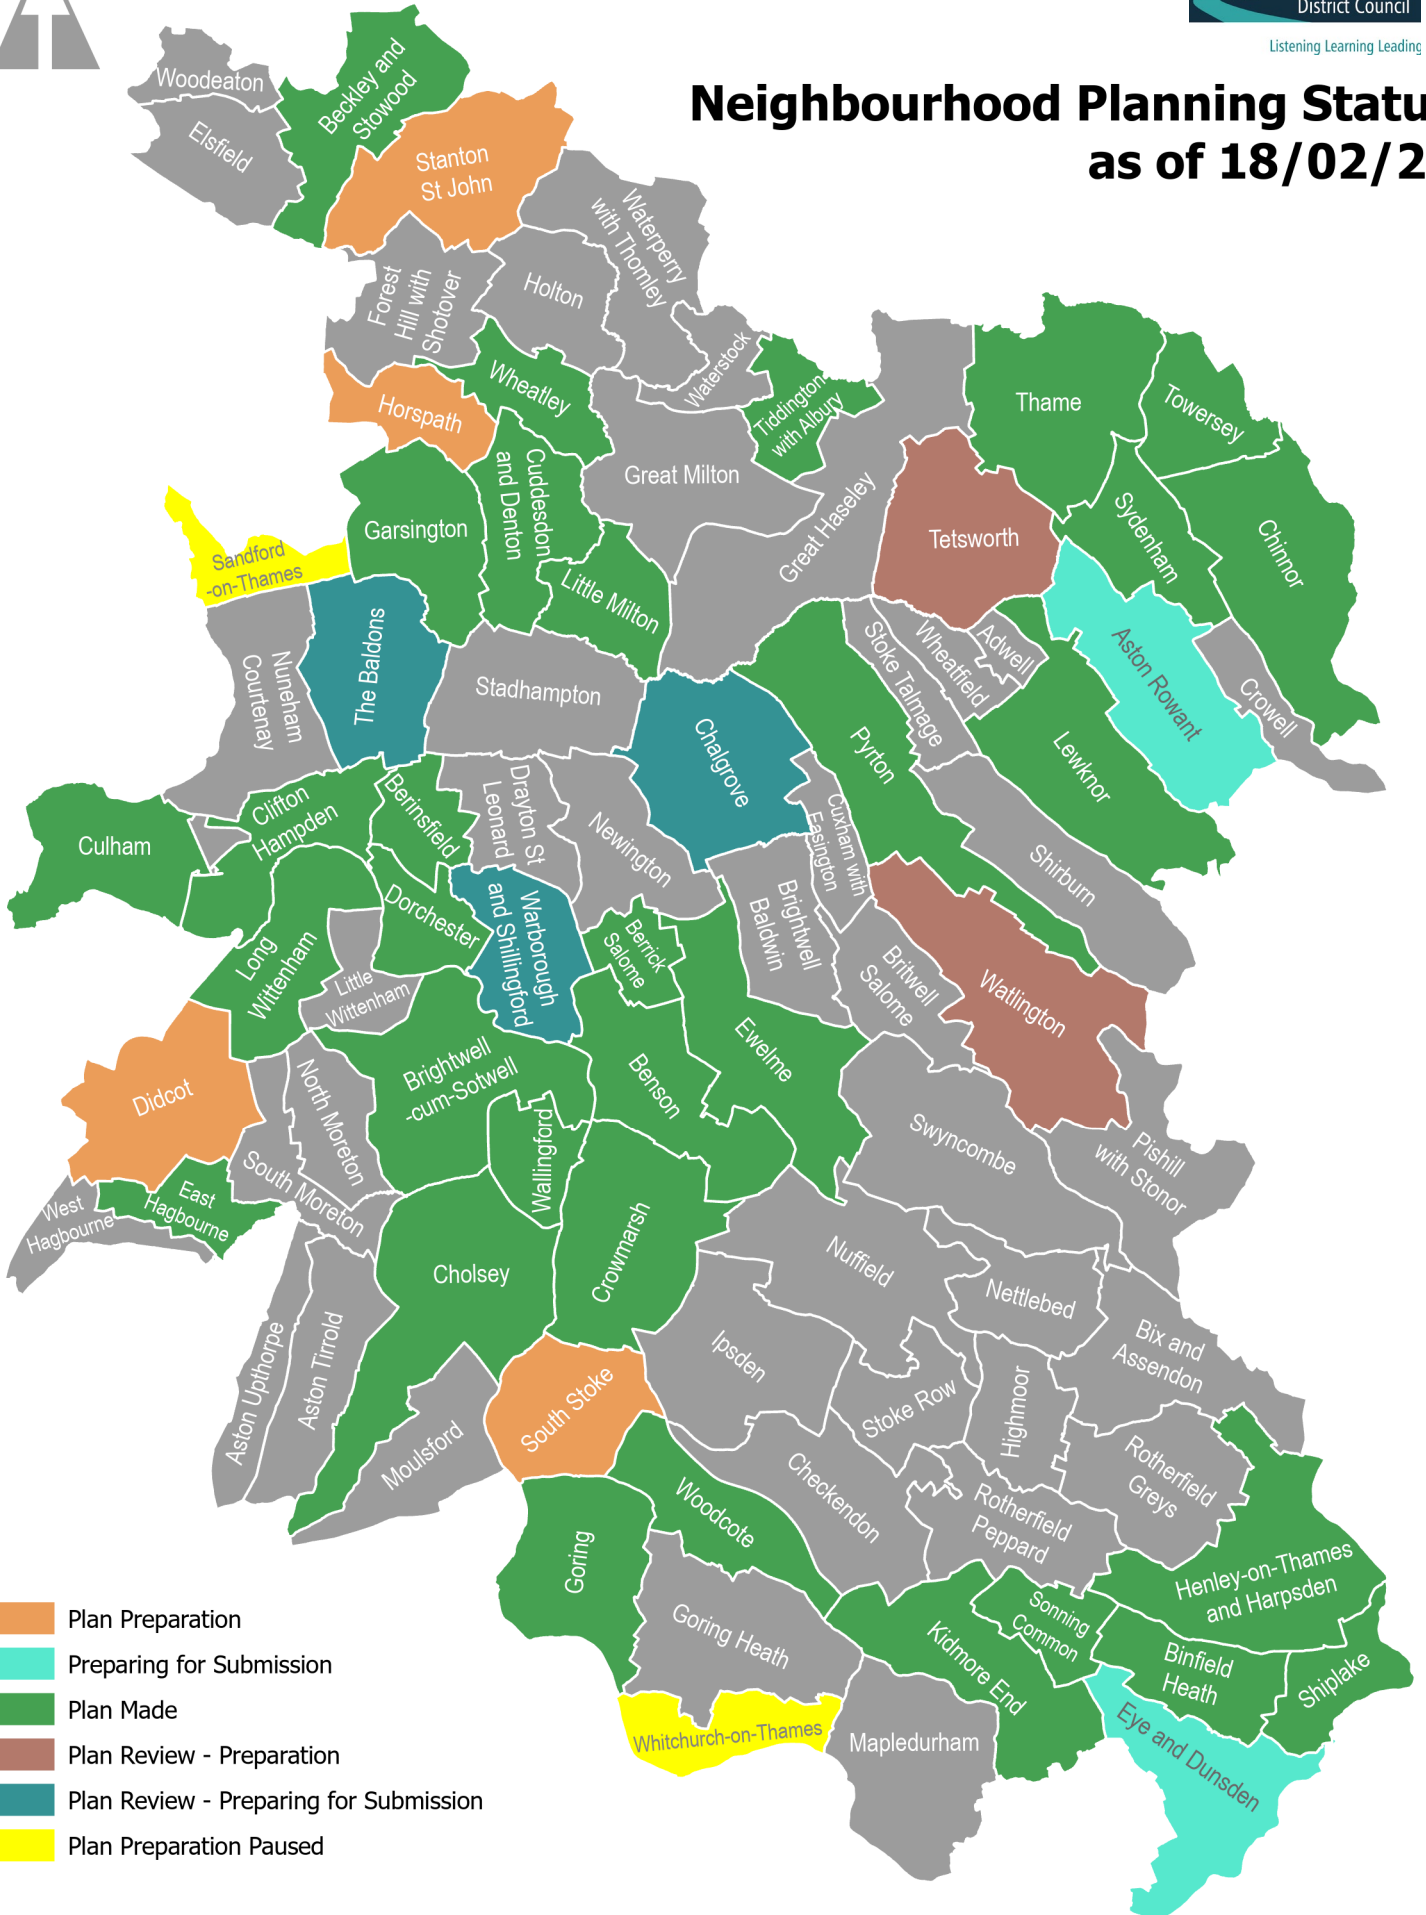 District Council
Listening Learning Leading
Neighbourhood Planning Statu
as of 18/02/2
Woodeaton
Elsfield
Beckley and
Stowood
Stanton
St John
Forest
Hill with
Shotover
Holton
Waterperry
with Thomley
Waterstock
Wheatley
Horspath
Tiddington
with Albury
Thame
Towersey
Great Milton
Great Haseley
Cuddesdon
and Denton
Garsington
Tetsworth
Sydenham
Chinnor
Sandford
-on-Thames
Little Milton
The Baldons
Nuneham
Courtenay
Stadhampton
Stoke Talmage
Wheatfield
Adwell
Aston Rowant
Crowell
Chalgrove
Pyrton
Lewknor
Culham
Clifton
Hampden
Berinsfield
Drayton St
Leonard
Newington
Cuxham with
Easington
Shirburn
Brightwell
Baldwin
Dorchester
Warborough
and Shillingford
Berrick
Salome
Britwell
Salome
Watlington
Long
Wittenham
Little
Wittenham
Ewelme
Benson
Didcot
North Moreton
Brightwell
-cum-Sotwell
Wallingford
Swyncombe
Pishill
with Stonor
South Moreton
West
Hagbourne
East
Hagbourne
Cholsey
Crowmarsh
Nuffield
Nettlebed
Bix and
Assendon
Aston Upthorpe
Aston Tirrold
Ipsden
Stoke Row
Highmoor
South Stoke
Moulsford
Rotherfield
Greys
Checkendon
Woodcote
Rotherfield
Peppard
Goring
Henley-on-Thames
and Harpsden
Goring Heath
Kidmore End
Sonning
Common
Binfield
Heath
Shiplake
Whitchurch-on-Thames
Mapledurham
Eye and Dunsden
Plan Preparation
Preparing for Submission
Plan Made
Plan Review - Preparation
Plan Review - Preparing for Submission
Plan Preparation Paused